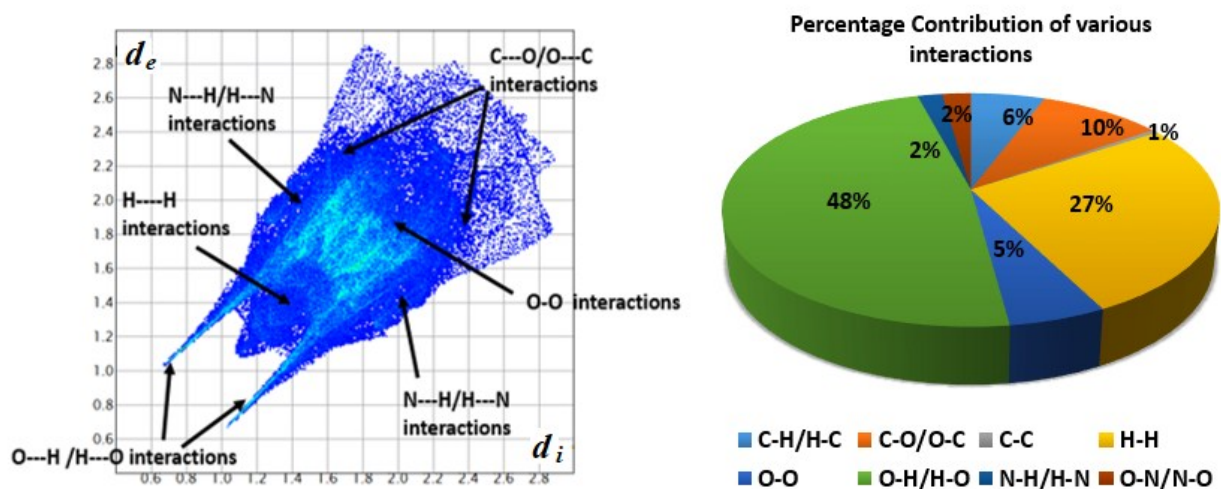 d_e
C---O/O---C
interactions
N---H/H---N
interactions
H----H
interactions
O-O interactions
N---H/H---N
interactions
O---H /H---O interactions
d_i
2.8
2.6
2.4
2.2
2.0
1.8
1.6
1.4
1.2
1.0
0.8
0.6
0.6 0.8 1.0 1.2 1.4 1.6 1.8 2.0 2.2 2.4 2.6 2.8
Percentage Contribution of various
interactions
2%
6%
10%
1%
2%
48%
27%
5%
C-H/H-C C-O/O-C C-C H-H
O-O O-H/H-O N-H/H-N O-N/N-O